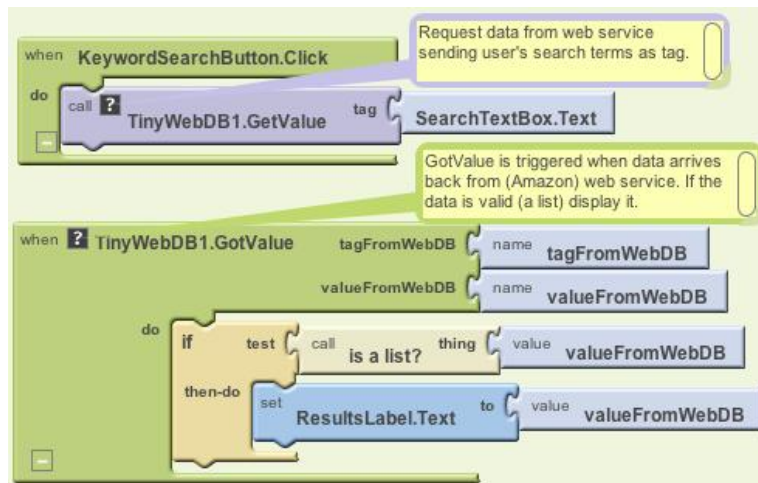 Request data from web service
sending user's search terms as tag.
when KeywordSearchButton.Click
do call ? TinyWebDB1.GetValue tag SearchTextBox.Text
GotValue is triggered when data arrives
back from (Amazon) web service. If the
data is valid (a list) display it.
when ? TinyWebDB1.GotValue tagFromWebDB name tagFromWebDB
valueFromWebDB name valueFromWebDB
do if test call is a list? thing value valueFromWebDB
then-do set ResultsLabel.Text to value valueFromWebDB